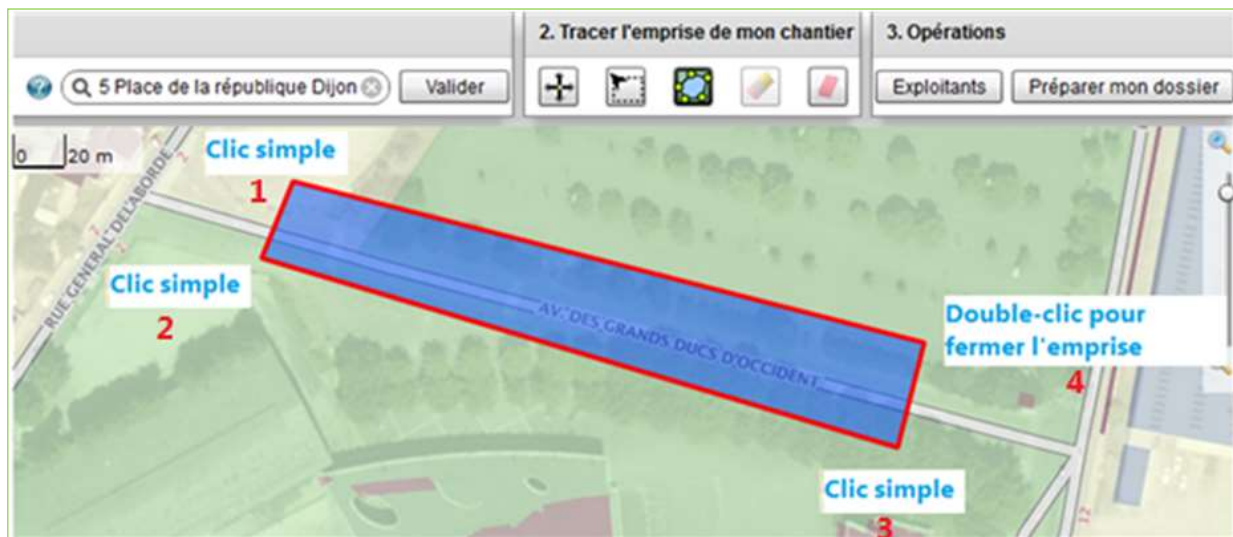 2. Tracer l'emprise de mon chantier
3. Opérations
5 Place de la république Dijon
Valider
Exploitants
Préparer mon dossier
0 20 m
Clic simple
1
RUE GENERAL DELABORDE
Clic simple
2
AV. DES GRANDS DUCS D'OCCIDENT
Double-clic pour
fermer l'emprise
4
Clic simple
3
12